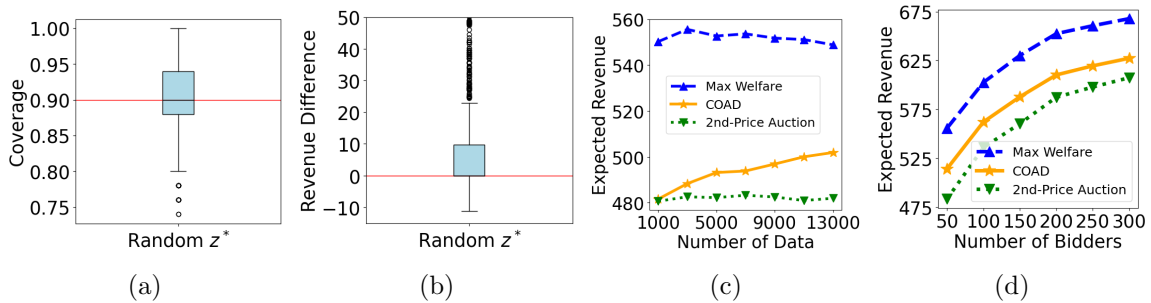 Coverage
1.00
0.95
0.90
0.85
0.80
0.75
Random z*
(a)
Revenue Difference
50
40
30
20
10
0
−10
Random z*
(b)
Expected Revenue
560
540
520
500
480
Max Welfare
COAD
2nd-Price Auction
1000 5000 9000 13000
Number of Data
(c)
Expected Revenue
675
625
575
525
475
Max Welfare
COAD
2nd-Price Auction
50 100 150 200 250 300
Number of Bidders
(d)